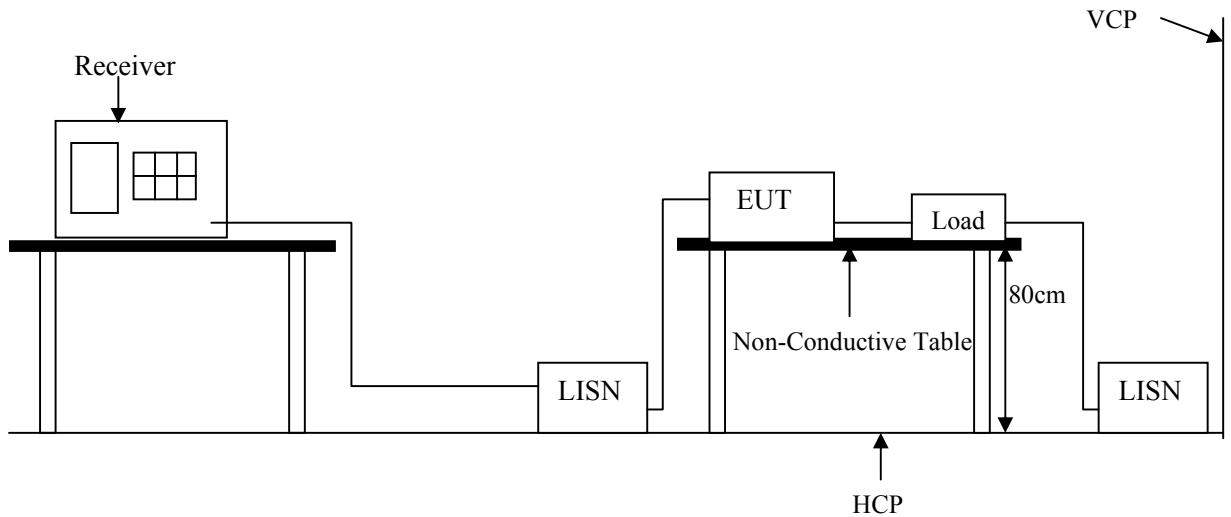 VCP
Receiver
EUT
Load
80cm
Non-Conductive Table
LISN
LISN
HCP